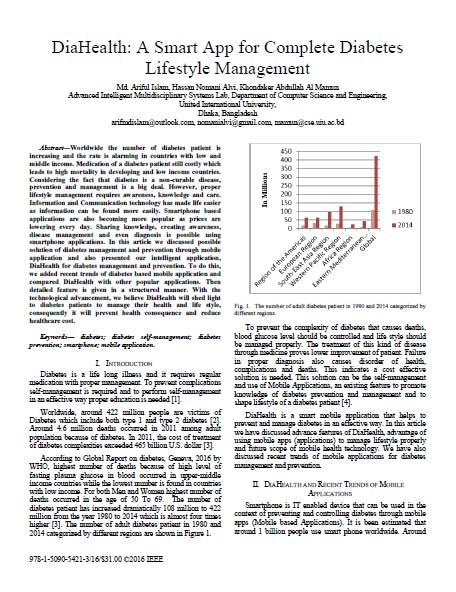 DiaHealth: A Smart App for Complete Diabetes
Lifestyle Management
Md. Ariful Islam, Hassan Nomani Alvi, Khondaker Abdullah Al Mamun
Advanced Intelligent Multidisciplinary Systems Lab, Department of Computer Science and Engineering,
United International University,
Dhaka, Bangladesh
arifmdislam@outlook.com, nomanialvi@gmail.com, mamun@cse.uiu.ac.bd
Abstract—Worldwide the number of diabetes patient is
increasing and the rate is alarming in countries with low and
middle income. Medication of a diabetes patient still costly which
leads to high mortality in developing and low income countries.
Considering the fact that diabetes is a non-curable disease,
prevention and management is a big deal. However, proper
lifestyle management requires awareness, knowledge and care.
Information and Communication technology has made life easier
as information can be found more easily. Smartphone based
applications are also becoming more popular as prices are
lowering every day. Sharing knowledge, creating awareness,
disease management and even diagnosis is possible using
smartphone applications. In this article we discussed possible
solution of diabetes management and prevention through mobile
application and also presented our intelligent application,
DiaHealth for diabetes management and prevention. To do this,
we added recent trends of diabetes based mobile application and
compared DiaHealth with other popular applications. Then
detailed feature is given in a structured manner. With the
technological advancement, we believe DiaHealth will shed light
to diabetes patients to manage their health and life style,
consequently it will prevent health consequence and reduce
healthcare cost.
Keywords— diabetes; diabetes self-management; diabetes
prevention; smartphone; mobile application.
I. INTRODUCTION
Diabetes is a life long illness and it requires regular
medication with proper management. To prevent complications
self-management is required and to perform self-management
in an effective way proper education is needed [1].
Worldwide, around 422 million people are victims of
Diabetes which include both type 1 and type 2 diabetes [2].
Around 4.6 million deaths occurred in 2011 among adult
population because of diabetes. In 2011, the cost of treatment
of diabetes complexities exceeded 465 billion U.S. dollar [3].
According to Global Report on diabetes, Geneva, 2016 by
WHO, highest number of deaths because of high level of
fasting plasma glucose in blood occurred in upper-middle
income countries while the lowest number is found in countries
with low income. For both Men and Women highest number of
deaths occurred in the age of 50 To 69. The number of
diabetes patient has increased dramatically 108 million to 422
million from the year 1980 to 2014 which is almost four times
higher [3]. The number of adult diabetes patient in 1980 and
2014 categorized by different regions are shown in Figure 1.
978-1-5090-5421-3/16/$31.00 ©2016 IEEE
In Millions
450
400
350
300
250
200
150
100
50
0
Region of the Americas
European Region
South-East Asia Region
Western Pacific Region
Africa Region
Eastern Mediterranean...
Global
1980
2014
Fig. 1. The number of adult diabetes patient in 1980 and 2014 categorized by
different regions.
To prevent the complexity of diabetes that causes deaths,
blood glucose level should be controlled and life style should
be managed properly. The treatment of this kind of disease
through medicine proves lower improvement of patient. Failure
in proper diagnosis also causes disorder of health,
complications and deaths. This indicates a cost effective
solution is needed. This solution can be the self-management
and use of Mobile Applications, an existing feature to promote
knowledge of diabetes prevention and management and to
shape lifestyle of a diabetes patient [4].
DiaHealth is a smart mobile application that helps to
prevent and manage diabetes in an effective way. In this article
we have discussed advance features of DiaHealth, advantage of
using mobile apps (applications) to manage lifestyle properly
and future scope of mobile health technology. We have also
discussed recent trends of mobile applications for diabetes
management and prevention.
II. DIAHEALTH AND RECENT TRENDS OF MOBILE
APPLICATIONS
Smartphone is IT enabled device that can be used in the
context of preventing and controlling diabetes through mobile
apps (Mobile based Applications). It is been estimated that
around 1 billion people use smart phone worldwide. Around